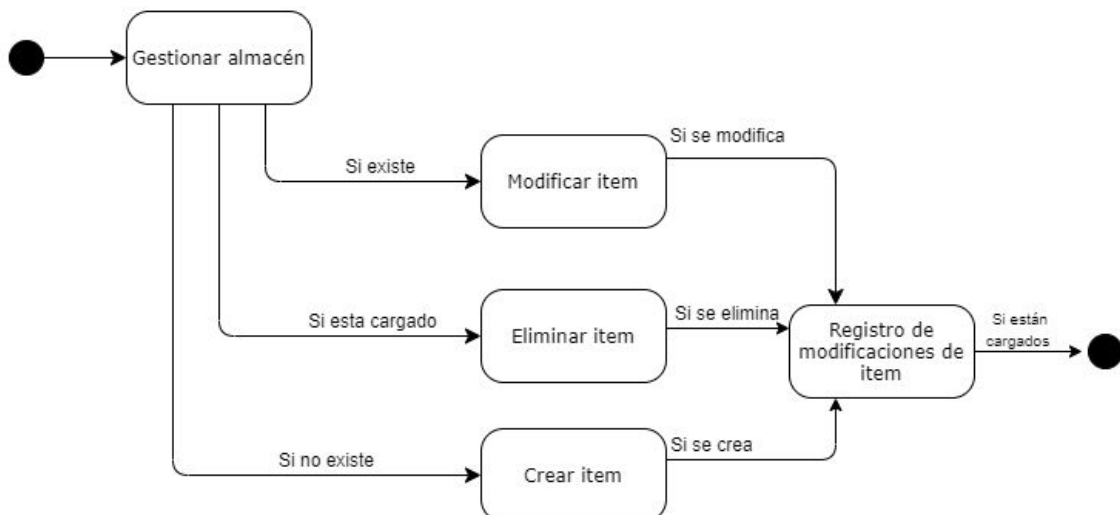 Gestionar almacén
Si se modifica
Si existe
Modificar item
Si esta cargado
Eliminar item
Si se elimina
Registro de
modificaciones de
item
Si están
cargados
Si no existe
Crear item
Si se crea